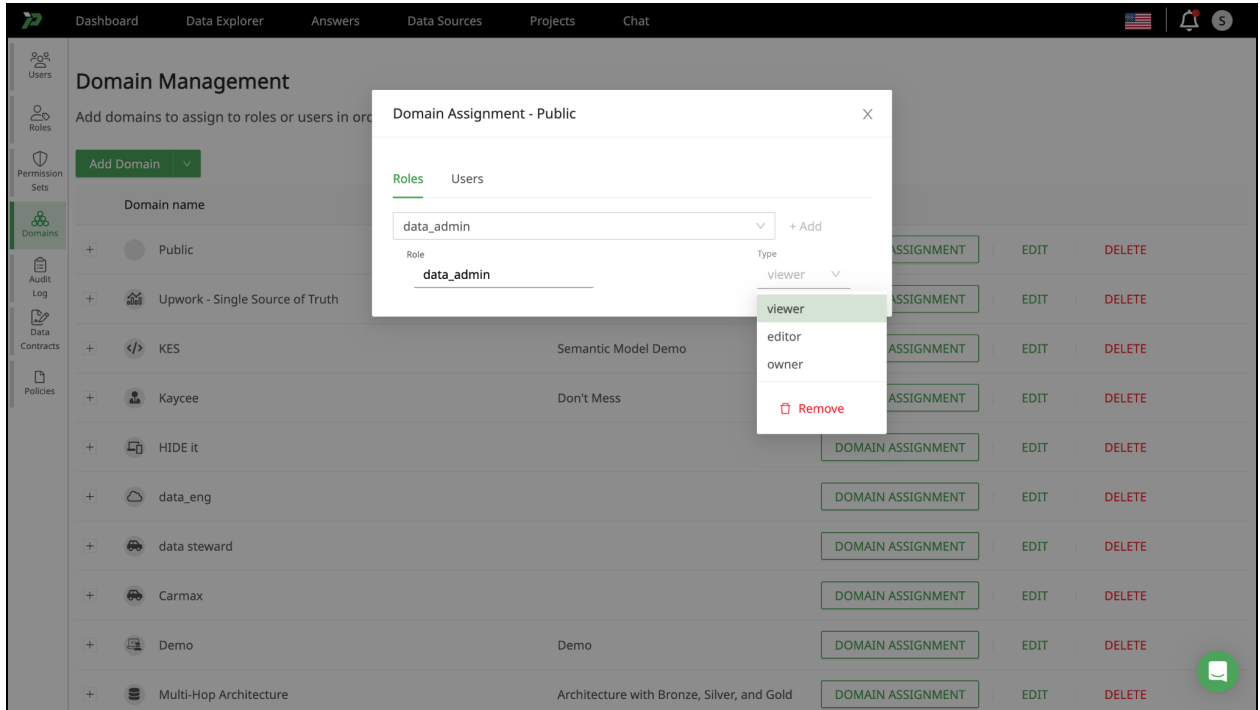 Dashboard Data Explorer Answers Data Sources Projects Chat S
Users
Roles
Permission
Sets
Domains
Audit
Log
Data
Contracts
Policies
Domain Management
Add domains to assign to roles or users in orc
Add Domain
Domain name
Domain Assignment - Public
Roles Users
data_admin + Add
Role Type
data_admin viewer
viewer
editor
owner
Remove
+ Public ASSIGNMENT EDIT DELETE
+ Upwork - Single Source of Truth ASSIGNMENT EDIT DELETE
+ KES Semantic Model Demo ASSIGNMENT EDIT DELETE
+ Kaycee Don't Mess ASSIGNMENT EDIT DELETE
+ HIDE it DOMAIN ASSIGNMENT EDIT DELETE
+ data_eng DOMAIN ASSIGNMENT EDIT DELETE
+ data steward DOMAIN ASSIGNMENT EDIT DELETE
+ Carmax DOMAIN ASSIGNMENT EDIT DELETE
+ Demo Demo DOMAIN ASSIGNMENT EDIT DELETE
+ Multi-Hop Architecture Architecture with Bronze, Silver, and Gold DOMAIN ASSIGNMENT EDIT DELETE